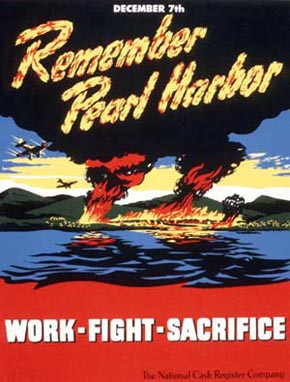 DECEMBER 7th
Remember
Pearl Harbor
WORK-FIGHT-SACRIFICE
The National Cash Register Company